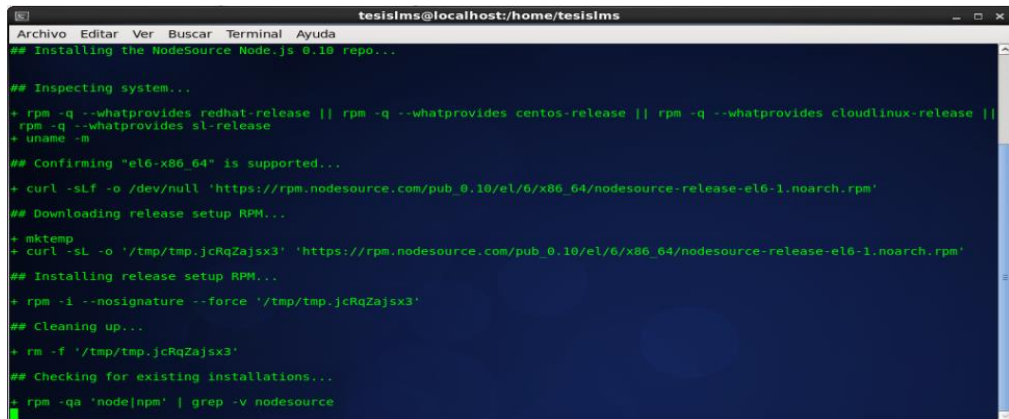 tesislms@localhost:/home/tesislms
Archivo Editar Ver Buscar Terminal Ayuda
## Installing the NodeSource Node.js 0.10 repo...
## Inspecting system...
+ rpm -q --whatprovides redhat-release || rpm -q --whatprovides centos-release || rpm -q --whatprovides cloudlinux-release ||
rpm -q --whatprovides sl-release
+ uname -m
## Confirming "el6-x86_64" is supported...
+ curl -sLf -o /dev/null 'https://rpm.nodesource.com/pub_0.10/el/6/x86_64/nodesource-release-el6-1.noarch.rpm'
## Downloading release setup RPM...
+ mktemp
+ curl -sL -o '/tmp/tmp.jcRqZajsx3' 'https://rpm.nodesource.com/pub_0.10/el/6/x86_64/nodesource-release-el6-1.noarch.rpm'
## Installing release setup RPM...
+ rpm -i --nosignature --force '/tmp/tmp.jcRqZajsx3'
## Cleaning up...
+ rm -f '/tmp/tmp.jcRqZajsx3'
## Checking for existing installations...
+ rpm -qa 'node|npm' | grep -v nodesource